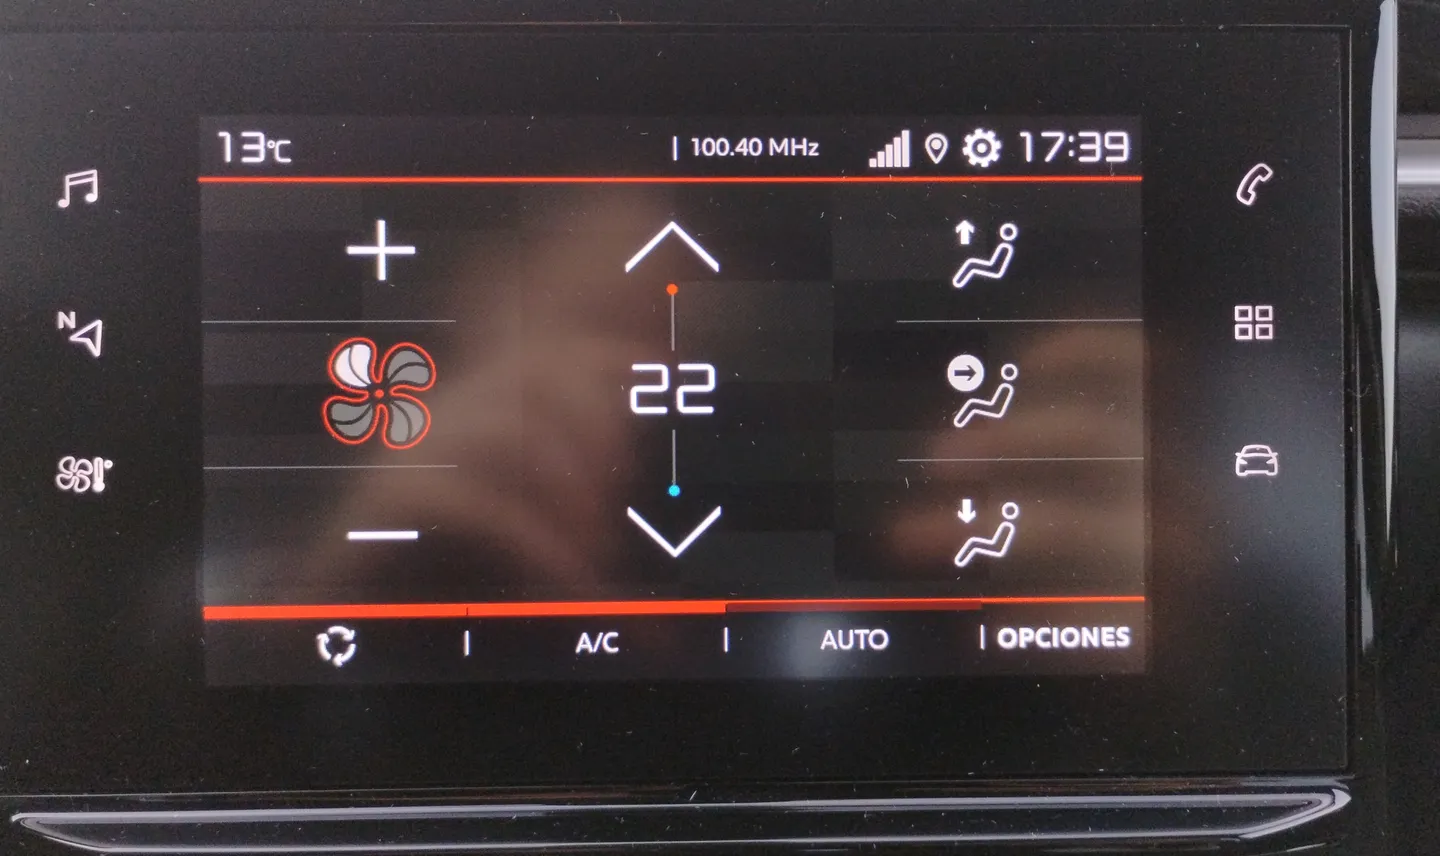 13°C | 100.40 MHz 17:39
N
22
| A/C | AUTO | OPCIONES